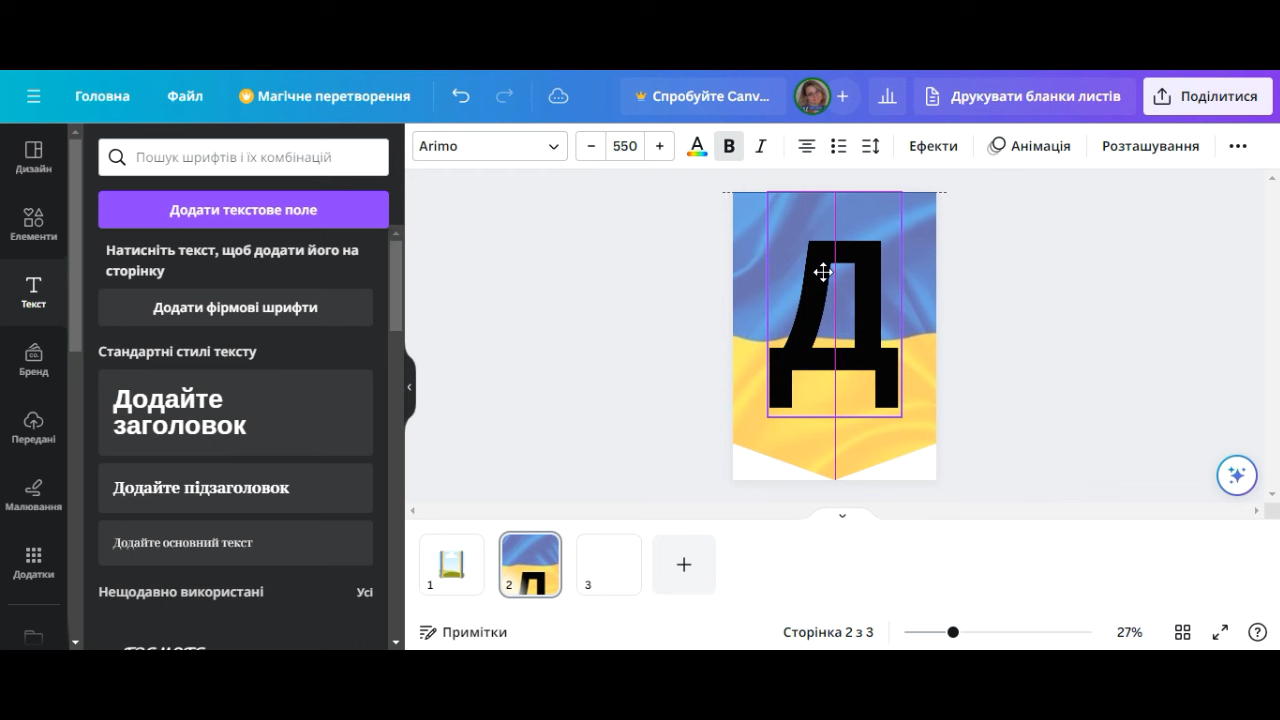 Головна
Файл
Магічне перетворення
Спробуйте Canv...
Друкувати бланки листів
Поділитися
Дизайн
Елементи
Текст
Бренд
Передані
Малювання
Додатки
Пошук шрифтів і їх комбінацій
Додати текстове поле
Натисніть текст, щоб додати його на
сторінку
Додати фірмові шрифти
Стандартні стилі тексту
Додайте
заголовок
Додайте підзаголовок
Додайте основний текст
Нещодавно використані
Усі
Arimo
550
A
B
I
Ефекти
Анімація
Розташування
Д
1
2
3
Примітки
Сторінка 2 з 3
27%